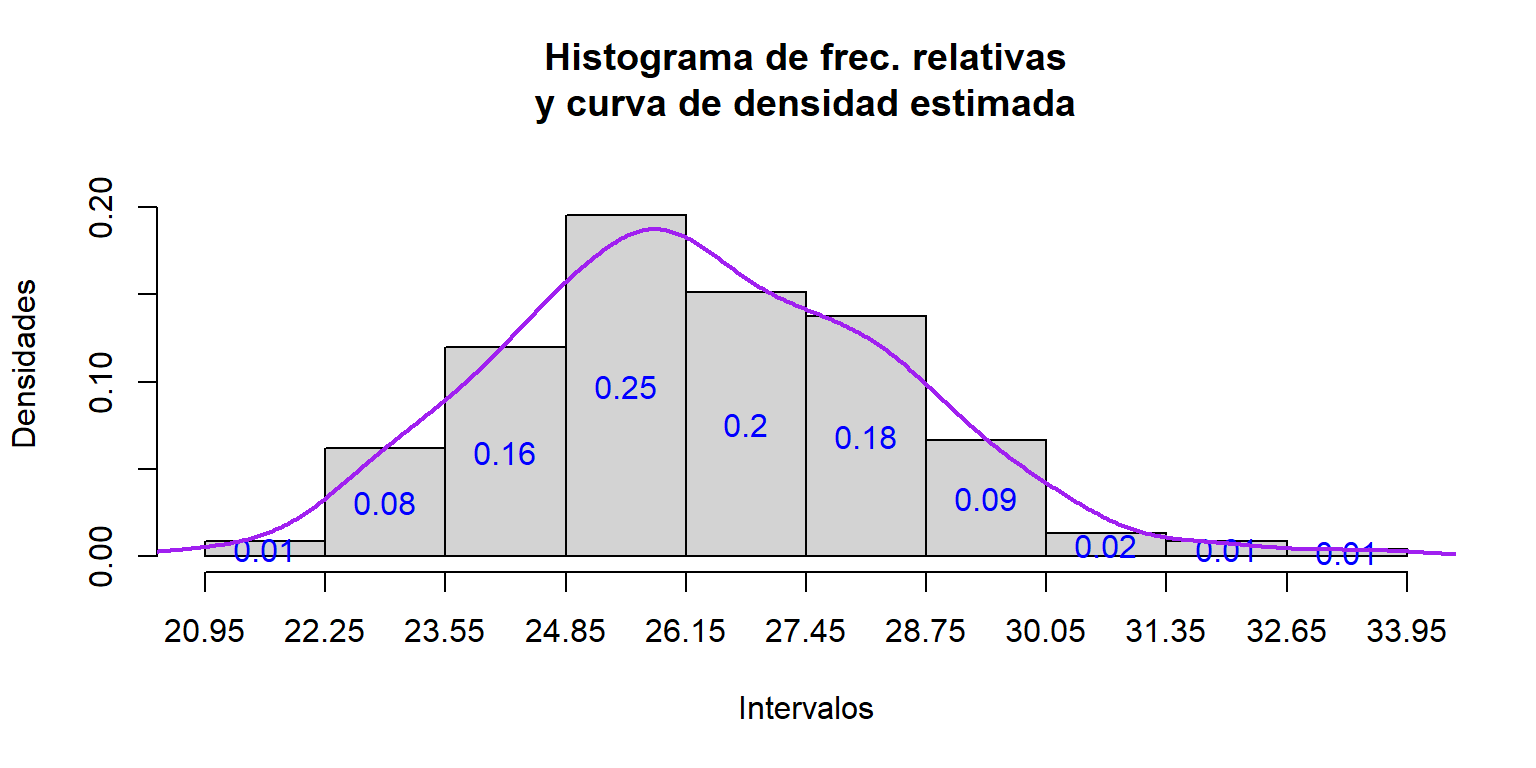 Histograma de frec. relativas
y curva de densidad estimada
Densidades
0.20
0.10
0.00
0.01
0.08
0.16
0.25
0.2
0.18
0.09
0.02
0.01
0.01
20.95 22.25 23.55 24.85 26.15 27.45 28.75 30.05 31.35 32.65 33.95
Intervalos